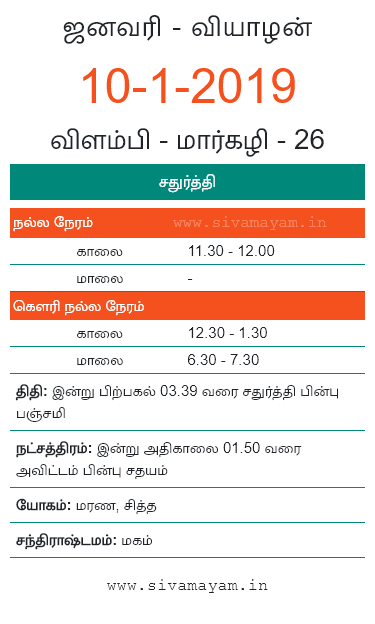 ஜனவரி - வியாழன்
10-1-2019
விளம்பி - மார்கழி - 26
சதுர்த்தி
நல்ல நேரம் www.sivamayam.in
காலை 11.30 - 12.00
மாலை -
கௌரி நல்ல நேரம்
காலை 12.30 - 1.30
மாலை 6.30 - 7.30
திதி: இன்று பிற்பகல் 03.39 வரை சதுர்த்தி பின்பு
பஞ்சமி
நட்சத்திரம்: இன்று அதிகாலை 01.50 வரை
அவிட்டம் பின்பு சதயம்
யோகம்: மரண, சித்த
சந்திராஷ்டமம்: மகம்
www.sivamayam.in